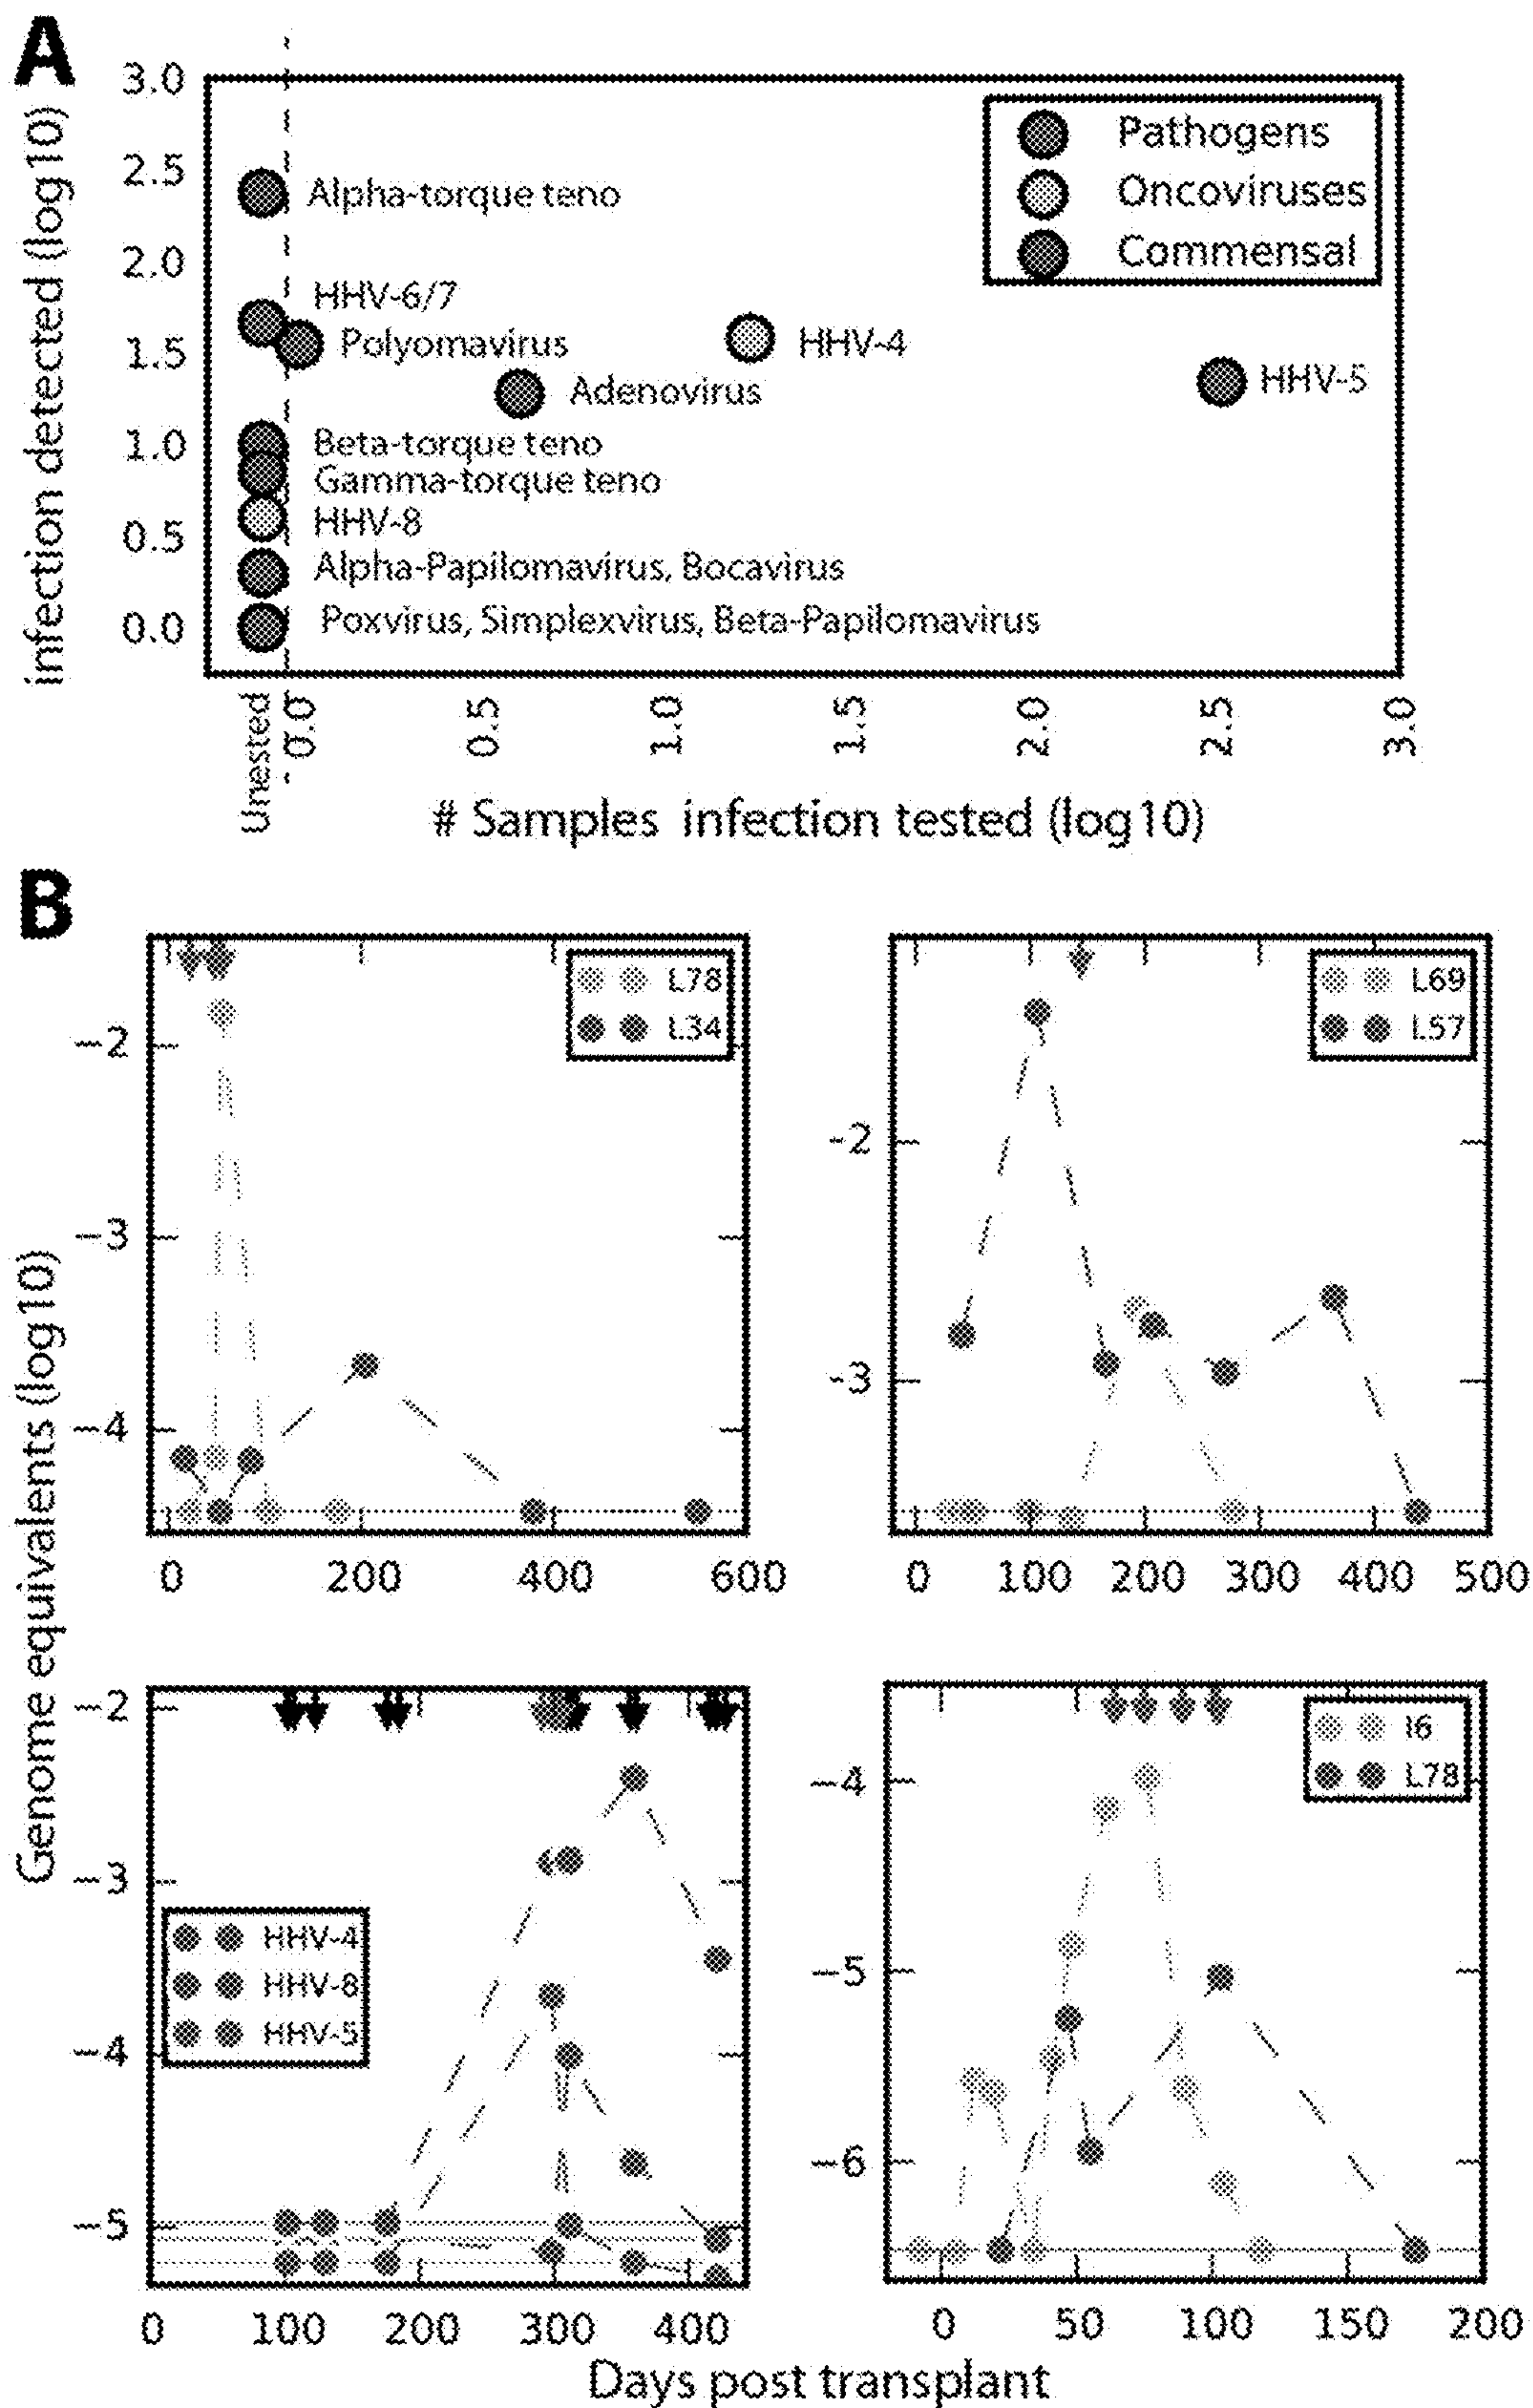 A
infection detected (log10)
3.0
2.5
2.0
1.5
1.0
0.5
0.0
Pathogens
Oncoviruses
Commensal
Alpha-torque teno
HHV-6/7
Polyomavirus
HHV-4
HHV-5
Adenovirus
Beta-torque teno
Gamma-torque teno
HHV-8
Alpha-Papilomavirus, Bocavirus
Poxvirus, Simplexvirus, Beta-Papilomavirus
Unested
0.0
0.5
1.0
1.5
2.0
2.5
3.0
# Samples infection tested (log10)
B
Genome equivalents (log10)
L78
L34
-2
-3
-4
0 200 400 600
L69
L57
-2
-3
0 100 200 300 400 500
-2
-3
-4
-5
HHV-4
HHV-8
HHV-5
0 100 200 300 400
I6
L78
-4
-5
-6
0 50 100 150 200
Days post transplant